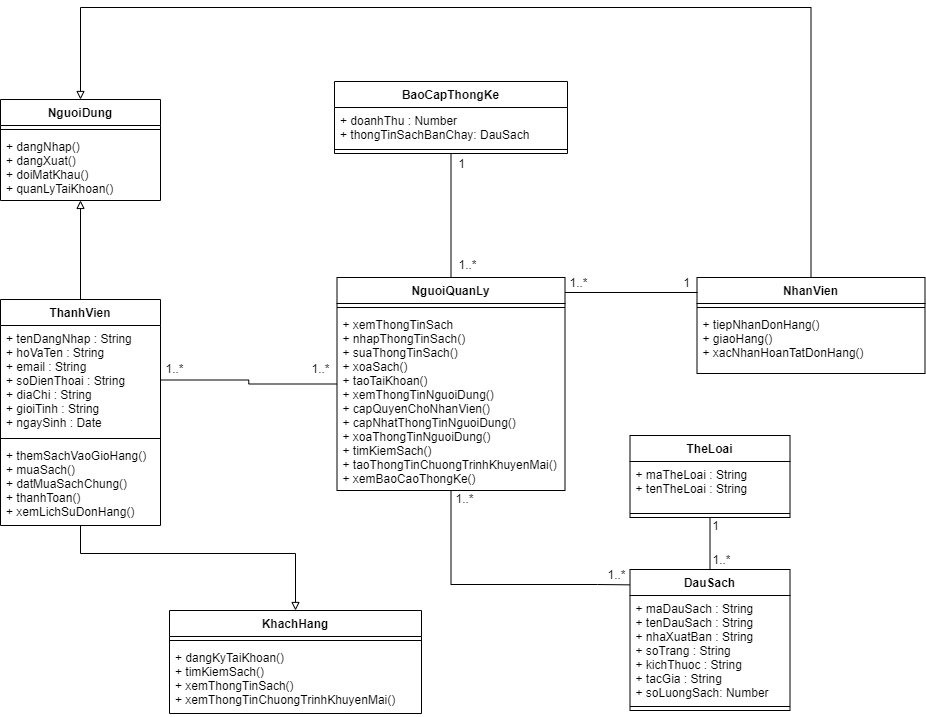 BaoCapThongKe
+ doanhThu : Number
+ thongTinSachBanChay: DauSach
1
1..*
NguoiDung
+ dangNhap()
+ dangXuat()
+ doiMatKhau()
+ quanLyTaiKhoan()
ThanhVien
+ tenDangNhap : String
+ hoVaTen : String
+ email : String
+ soDienThoai : String
+ diaChi : String
+ gioiTinh : String
+ ngaySinh : Date
+ themSachVaoGioHang()
+ muaSach()
+ datMuaSachChung()
+ thanhToan()
+ xemLichSuDonHang()
1..*
1..*
NguoiQuanLy
+ xemThongTinSach
+ nhapThongTinSach()
+ suaThongTinSach()
+ xoaSach()
+ taoTaiKhoan()
+ xemThongTinNguoiDung()
+ capQuyenChoNhanVien()
+ capNhatThongTinNguoiDung()
+ xoaThongTinNguoiDung()
+ timKiemSach()
+ taoThongTinChuongTrinhKhuyenMai()
+ xemBaoCaoThongKe()
1..*
1
NhanVien
+ tiepNhanDonHang()
+ giaoHang()
+ xacNhanHoanTatDonHang()
TheLoai
+ maTheLoai : String
+ tenTheLoai : String
1
1..*
1..*
1..*
DauSach
+ maDauSach : String
+ tenDauSach : String
+ nhaXuatBan : String
+ soTrang : String
+ kichThuoc : String
+ tacGia : String
+ soLuongSach: Number
KhachHang
+ dangKyTaiKhoan()
+ timKiemSach()
+ xemThongTinSach()
+ xemThongTinChuongTrinhKhuyenMai()